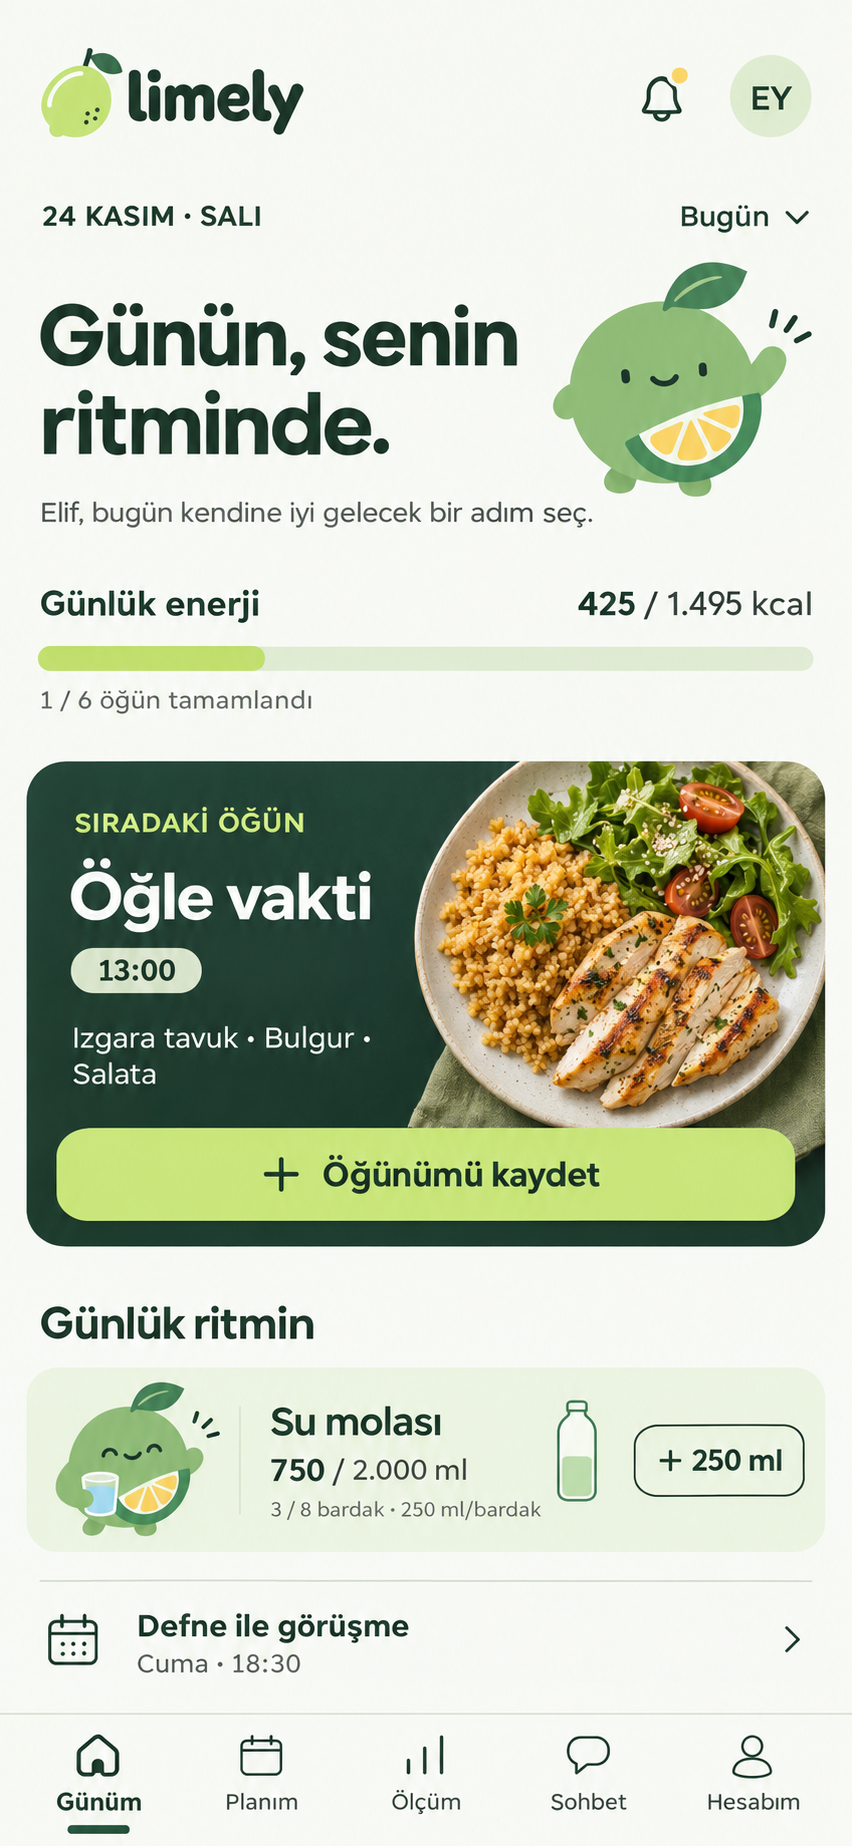 limely
EY
24 KASIM · SALI
Bugün
Günün, senin
ritminde.
Elif, bugün kendine iyi gelecek bir adım seç.
Günlük enerji
425 / 1.495 kcal
1 / 6 öğün tamamlandı
SIRADAKİ ÖĞÜN
Öğle vakti
13:00
Izgara tavuk • Bulgur •
Salata
+ Öğünümü kaydet
Günlük ritmin
Su molası
750 / 2.000 ml
3 / 8 bardak · 250 ml/bardak
+ 250 ml
Defne ile görüşme
Cuma • 18:30
Günüm
Planım
Ölçüm
Sohbet
Hesabım